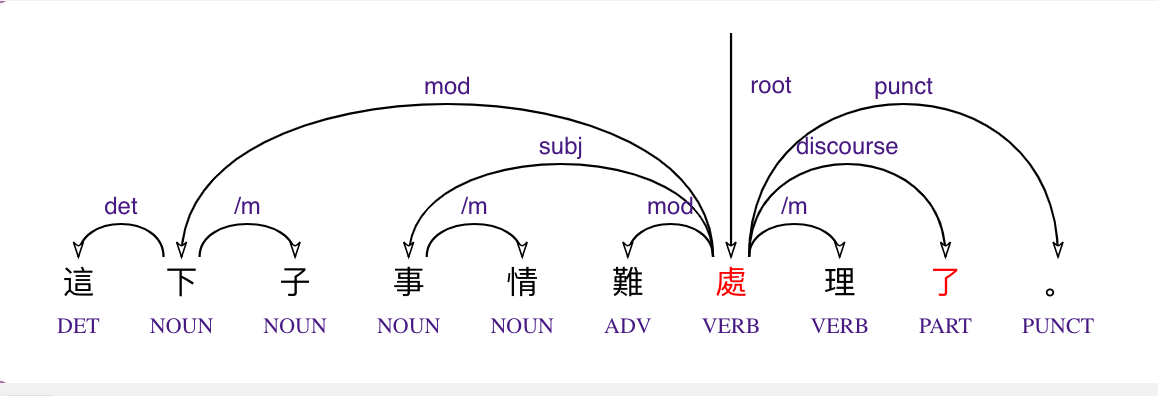 mod root punct
subj discourse
det /m /m mod /m
這 下 子 事 情 難 處 理 了 。
DET NOUN NOUN NOUN NOUN ADV VERB VERB PART PUNCT